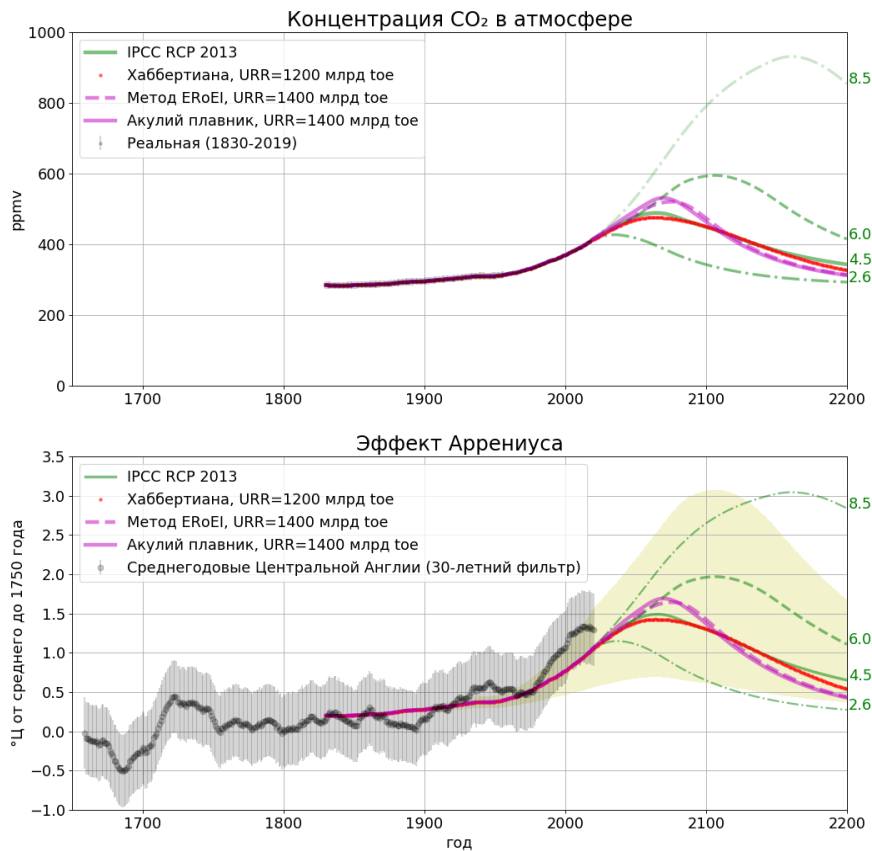 Концентрация CO₂ в атмосфере
ppmv
1000
800
600
400
200
0
IPCC RCP 2013
Хаббертиана, URR=1200 млрд toe
Метод ERoEI, URR=1400 млрд toe
Акулий плавник, URR=1400 млрд toe
Реальная (1830-2019)
8.5
6.0
4.5
2.6
1700 1800 1900 2000 2100 2200
Эффект Аррениуса
°Ц от среднего до 1750 года
3.5
3.0
2.5
2.0
1.5
1.0
0.5
0.0
−0.5
−1.0
IPCC RCP 2013
Хаббертиана, URR=1200 млрд toe
Метод ERoEI, URR=1400 млрд toe
Акулий плавник, URR=1400 млрд toe
Среднегодовые Центральной Англии (30-летний фильтр)
8.5
6.0
4.5
2.6
1700 1800 1900 2000 2100 2200
год